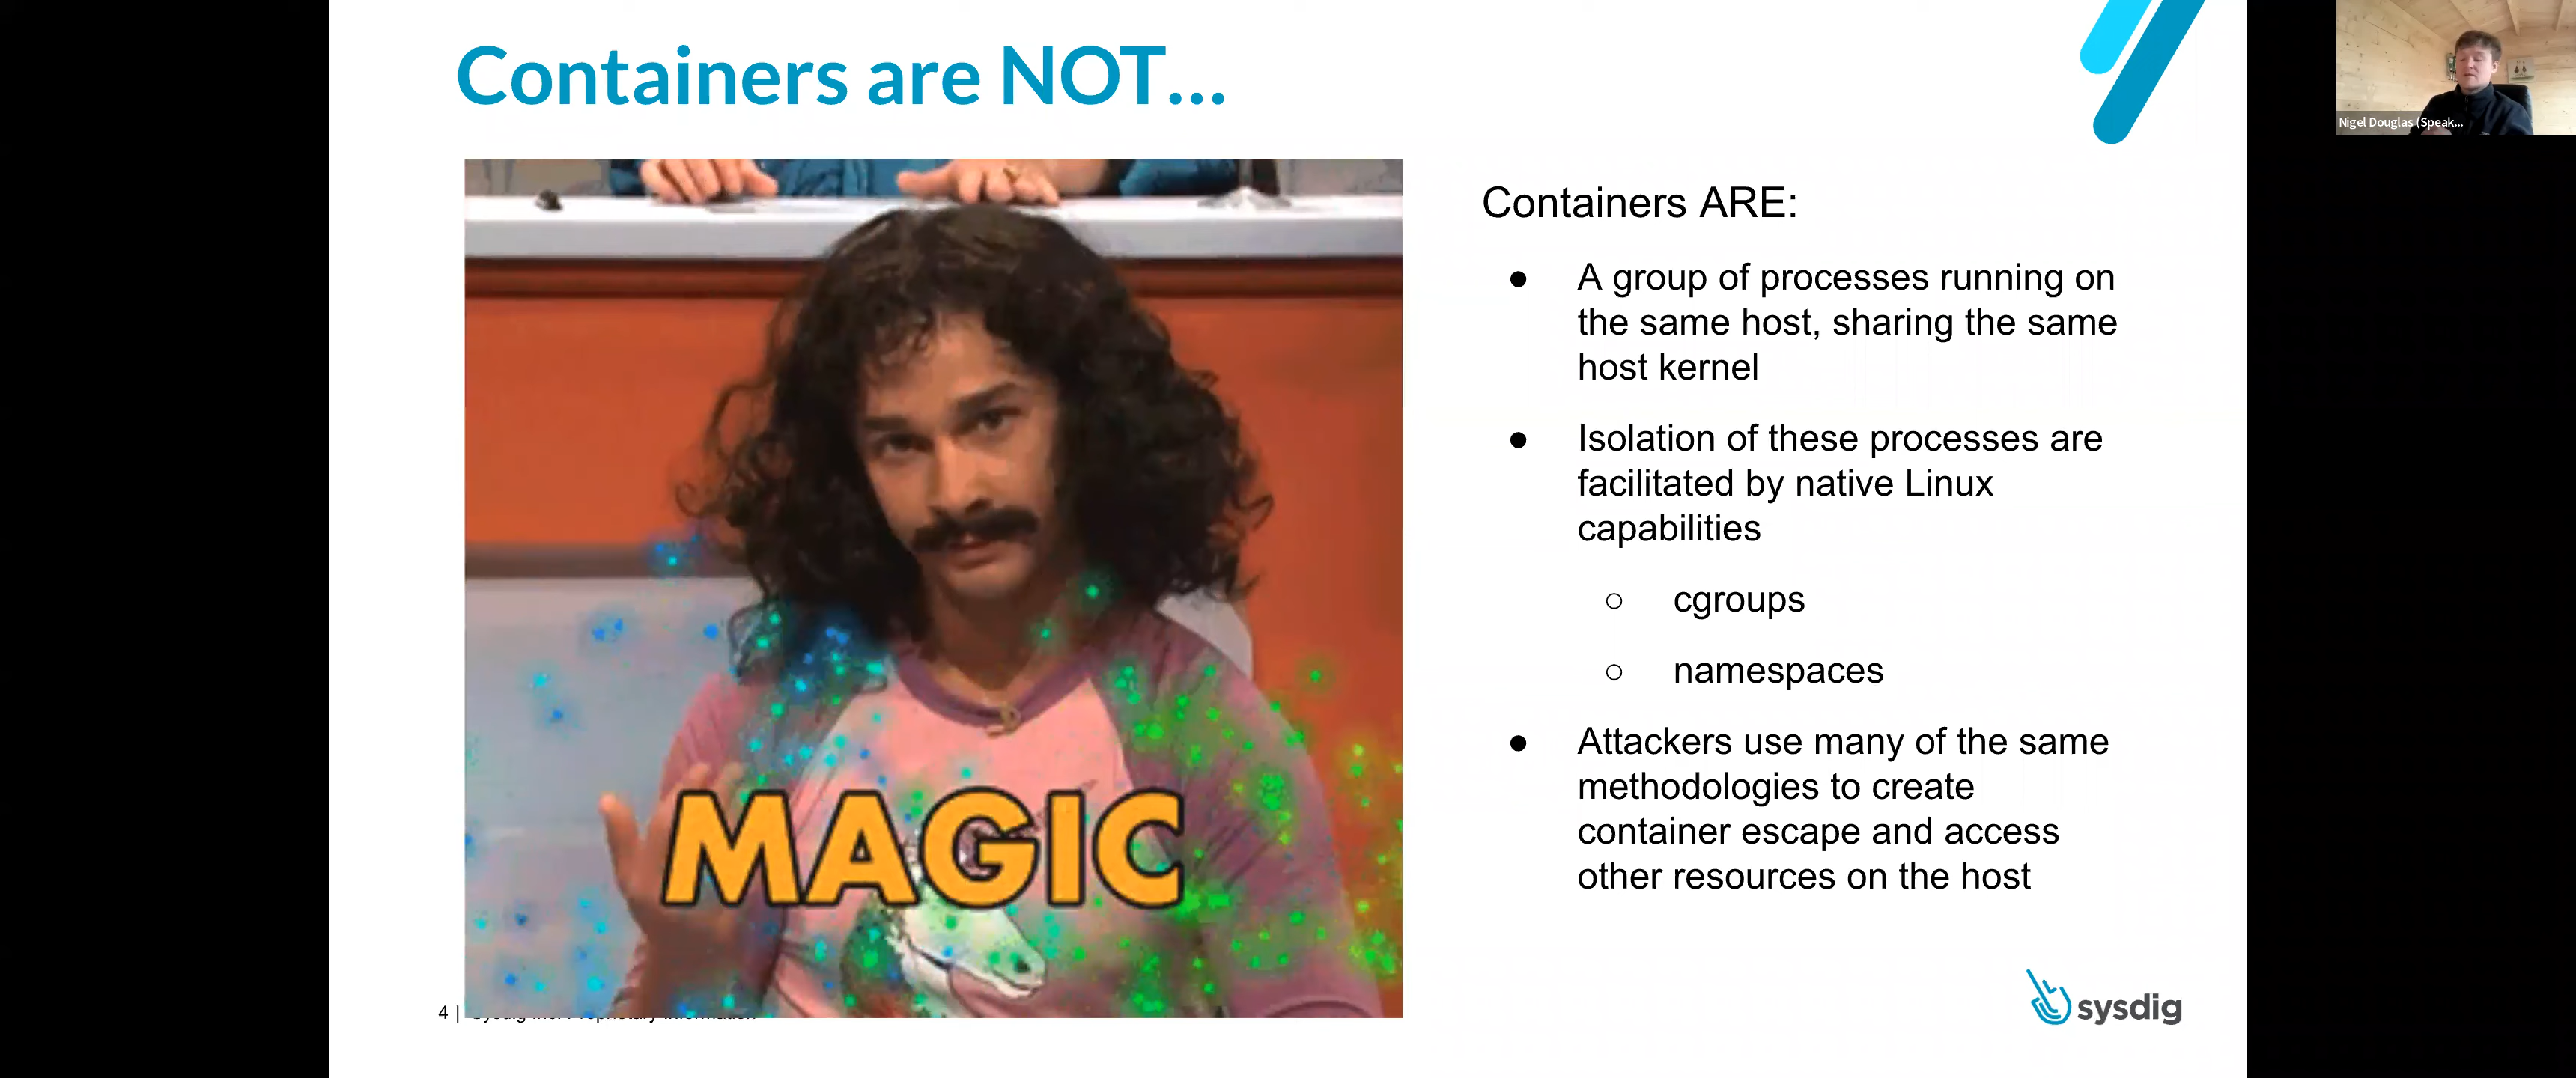 Containers are NOT...
Nigel Douglas (Speak...
MAGIC
Containers ARE:
● A group of processes running on
the same host, sharing the same
host kernel
● Isolation of these processes are
facilitated by native Linux
capabilities
○ cgroups
○ namespaces
● Attackers use many of the same
methodologies to create
container escape and access
other resources on the host
4 |
sysdig